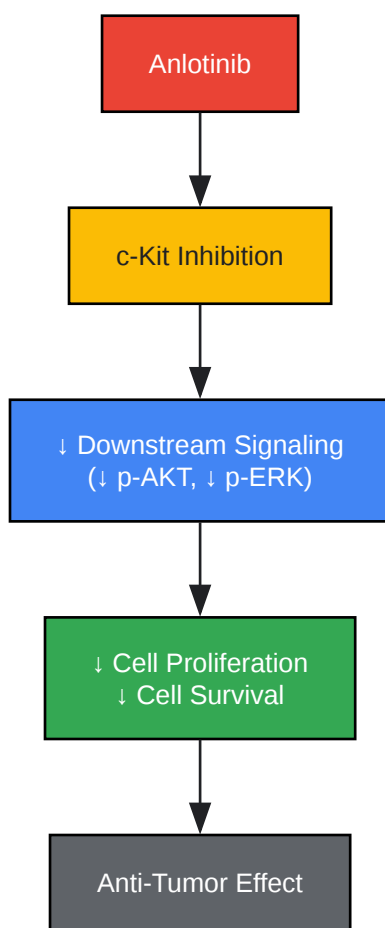 Anlotinib
c-Kit Inhibition
↓ Downstream Signaling
(↓ p-AKT, ↓ p-ERK)
↓ Cell Proliferation
↓ Cell Survival
Anti-Tumor Effect